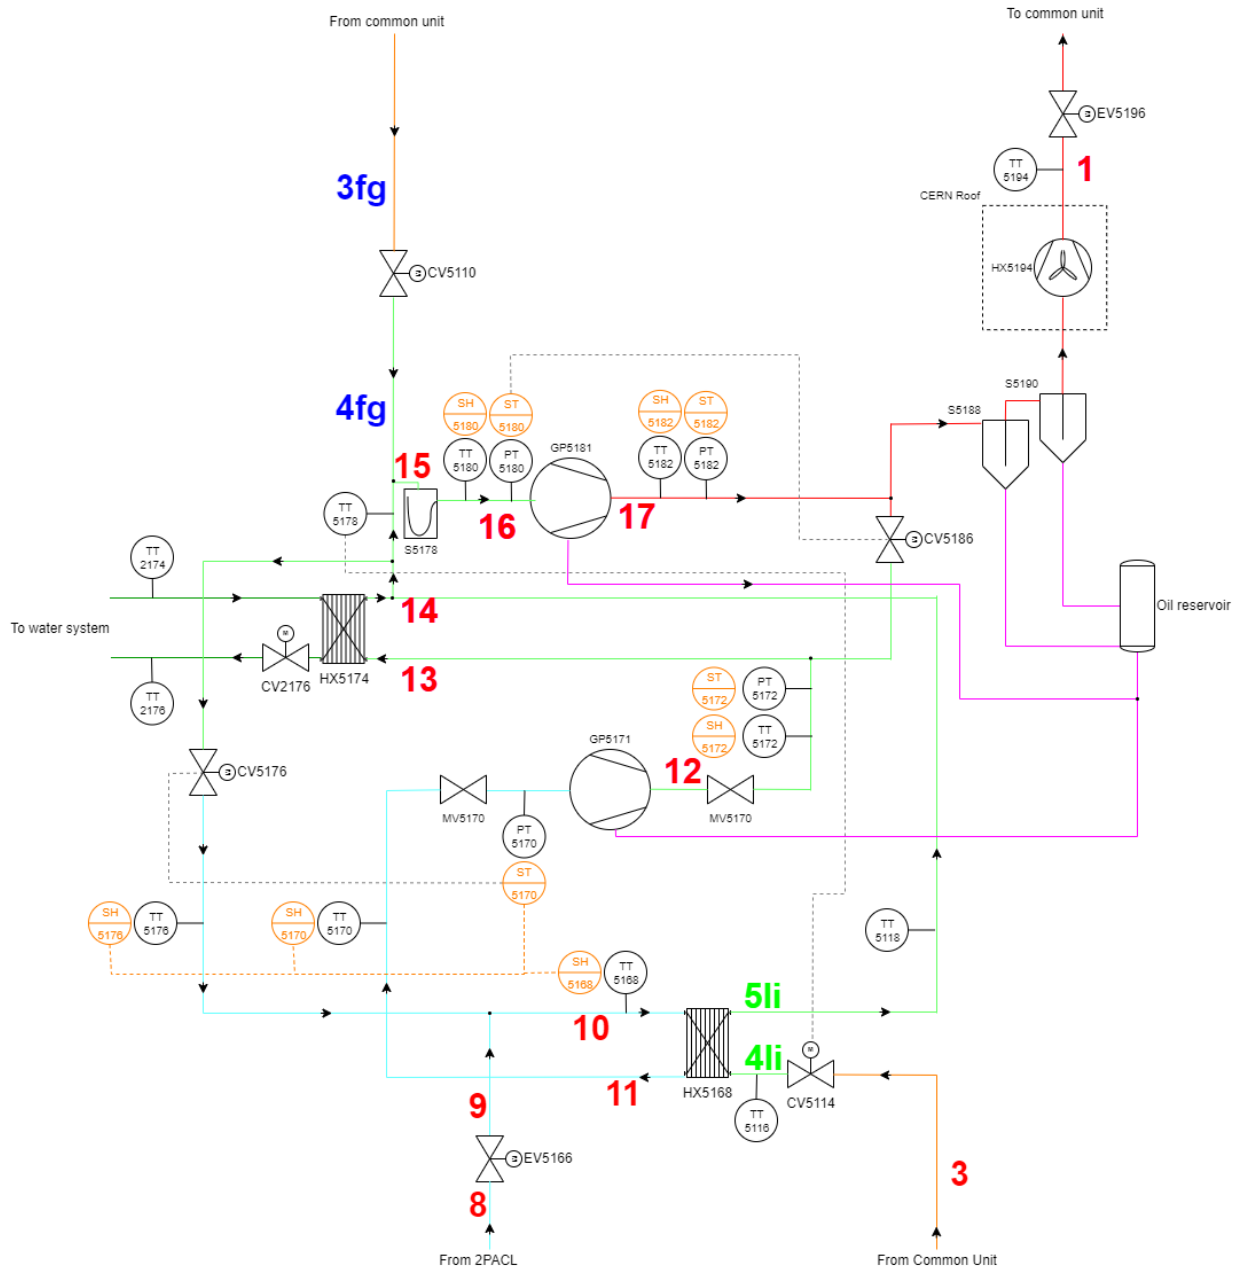 From common unit
To common unit
EV5196
TT
5194
1
CERN Roof
3fg
HX5194
CV5110
S5190
4fg
SH
5180
ST
5180
SH
5182
ST
5182
S5188
GP5181
TT
5180
PT
5180
TT
5182
PT
5182
15
16
17
TT
5178
S5178
CV5186
TT
2174
Oil reservoir
14
To water system
M
13
CV2176
HX5174
TT
2176
ST
5172
PT
5172
SH
5172
TT
5172
GP5171
12
CV5176
MV5170
MV5170
PT
5170
ST
5170
SH
5176
TT
5176
SH
5170
TT
5170
TT
5118
SH
5168
TT
5168
5li
10
M
4li
11
HX5168
CV5114
9
TT
5116
EV5166
3
8
From 2PACL
From Common Unit